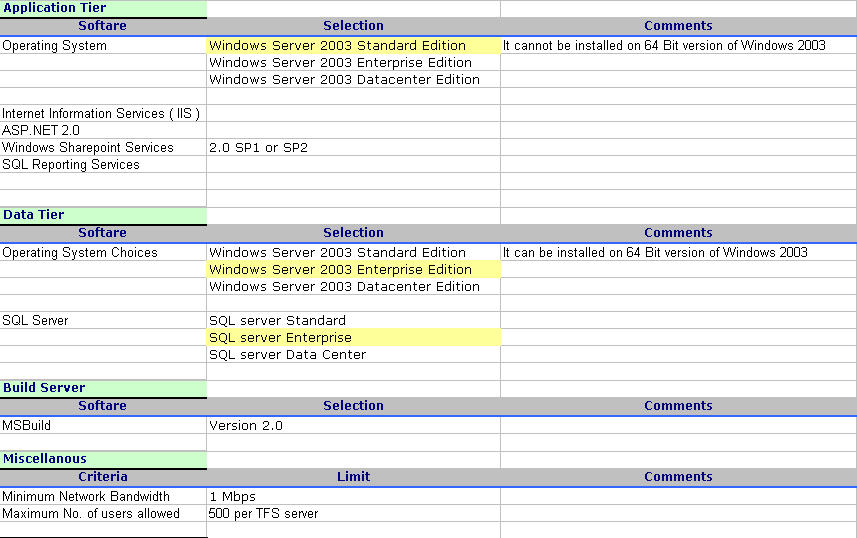 Application Tier
Softare Selection Comments
Operating System Windows Server 2003 Standard Edition It cannot be installed on 64 Bit version of Windows 2003
Windows Server 2003 Enterprise Edition
Windows Server 2003 Datacenter Edition
Internet Information Services ( IIS )
ASP.NET 2.0
Windows Sharepoint Services 2.0 SP1 or SP2
SQL Reporting Services
Data Tier
Softare Selection Comments
Operating System Choices Windows Server 2003 Standard Edition It can be installed on 64 Bit version of Windows 2003
Windows Server 2003 Enterprise Edition
Windows Server 2003 Datacenter Edition
SQL Server SQL server Standard
SQL server Enterprise
SQL server Data Center
Build Server
Softare Selection Comments
MSBuild Version 2.0
Miscellanous
Criteria Limit Comments
Minimum Network Bandwidth 1 Mbps
Maximum No. of users allowed 500 per TFS server